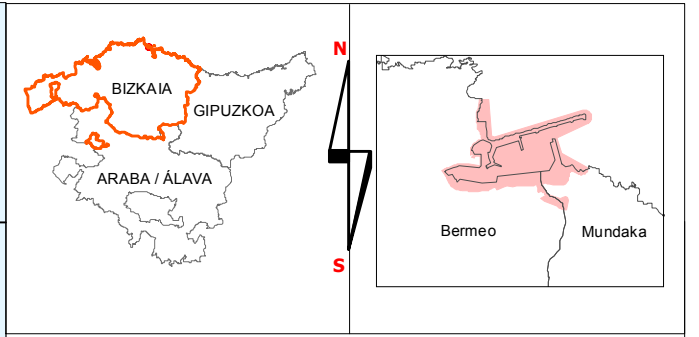 N
BIZKAIA
GIPUZKOA
ARABA / ÁLAVA
Bermeo
Mundaka
S